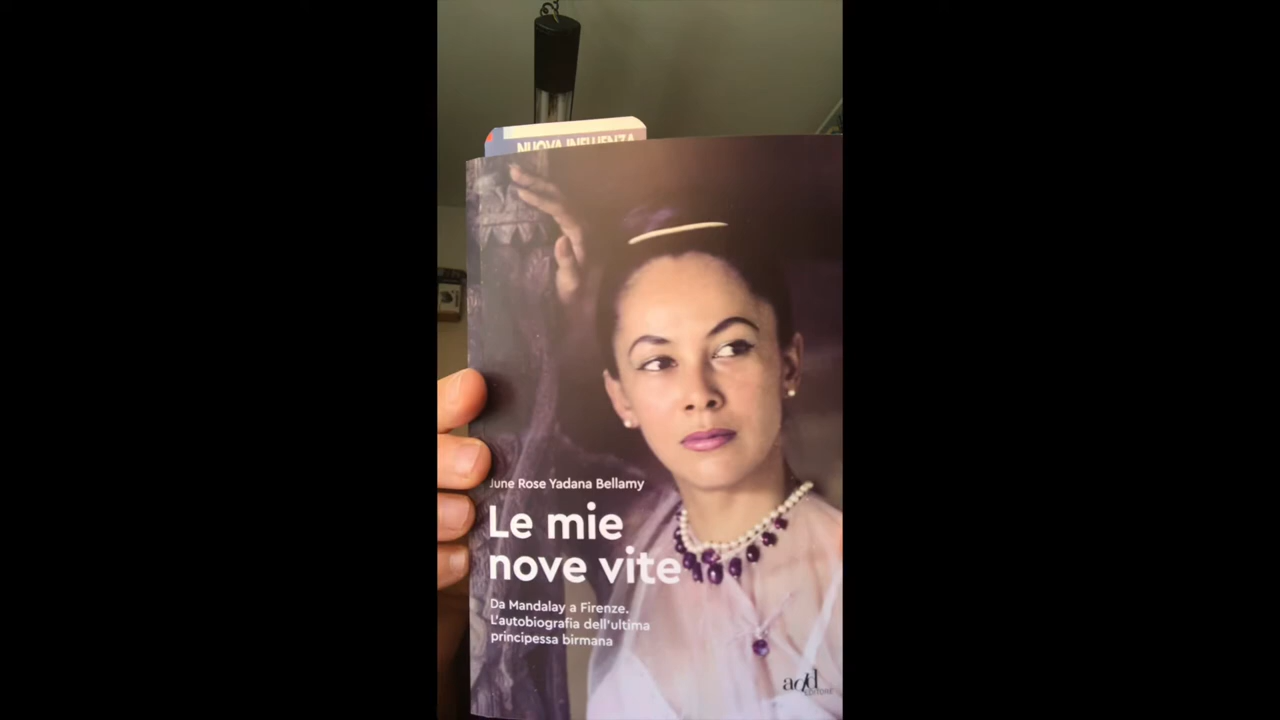 NUOVA INFLUENZA
June Rose Yadana Bellamy
Le mie
nove vite
Da Mandalay a Firenze.
L'autobiografia dell'ultima
principessa birmana
add
EDITORE